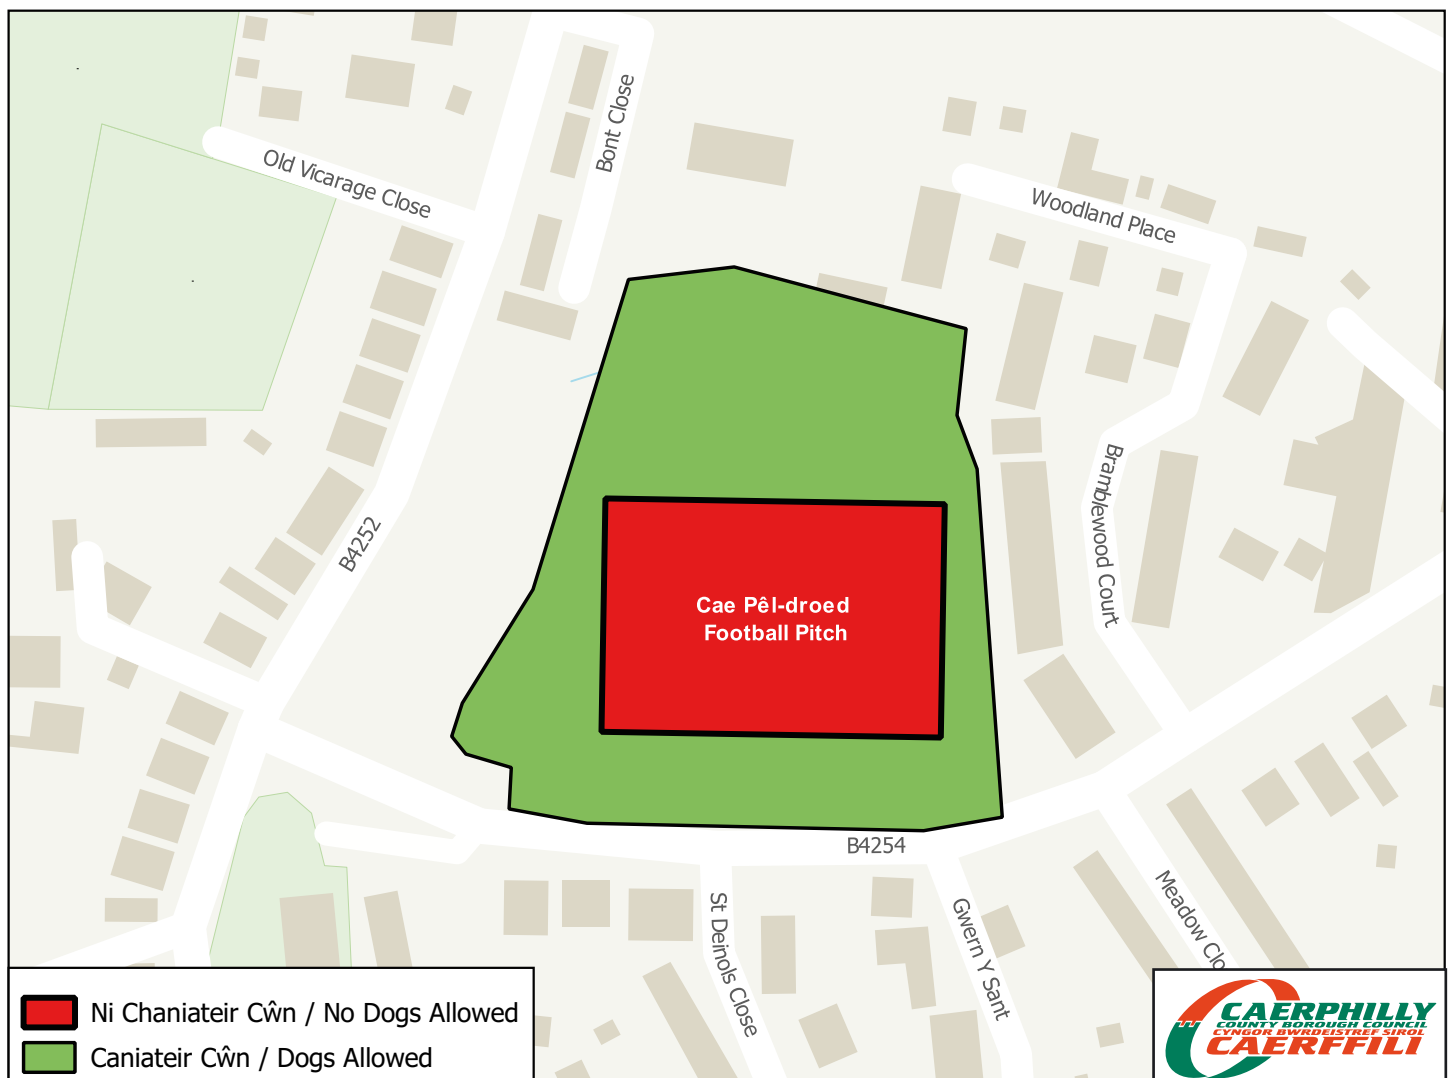 Bont Close
Old Vicarage Close
Woodland Place
B4252
Bramblewood Court
Cae Pêl-droed
Football Pitch
B4254
St Deinols Close
Gwern Y Sant
Meadow Clo
Ni Chaniateir Cŵn / No Dogs Allowed
Caniateir Cŵn / Dogs Allowed
CAERPHILLY
COUNTY BOROUGH COUNCIL
CYNGOR BWRDEISTREF SIROL
CAERFFILI